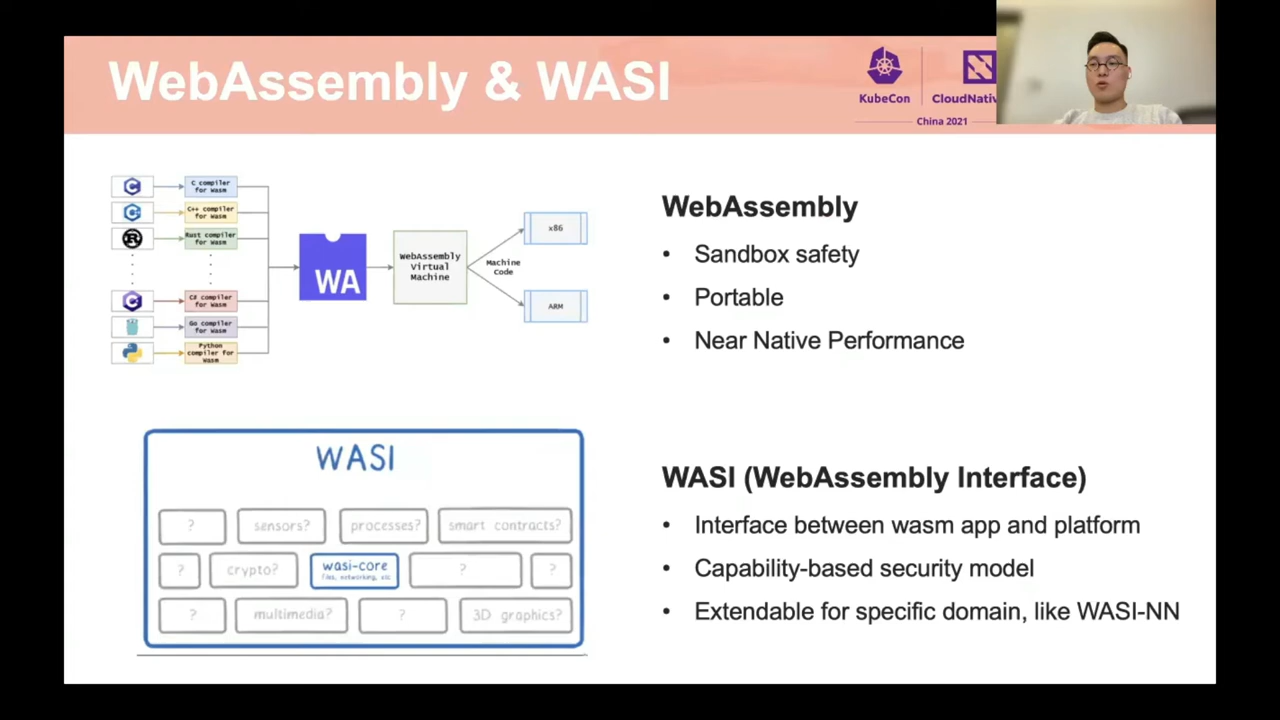 WebAssembly & WASI
KubeCon
CloudNativ
China 2021
C compiler
for Wasm
C++ compiler
for Wasm
Rust compiler
for Wasm
C# compiler
for Wasm
Go compiler
for Wasm
Python
compiler for
Wasm
WA
WebAssembly
Virtual
Machine
Machine
Code
x86
ARM
WebAssembly
• Sandbox safety
• Portable
• Near Native Performance
WASI
? sensors? processes? smart contracts?
? crypto? wasi-core ? ?
files, networking, etc
? multimedia? ? 3D graphics?
WASI (WebAssembly Interface)
• Interface between wasm app and platform
• Capability-based security model
• Extendable for specific domain, like WASI-NN